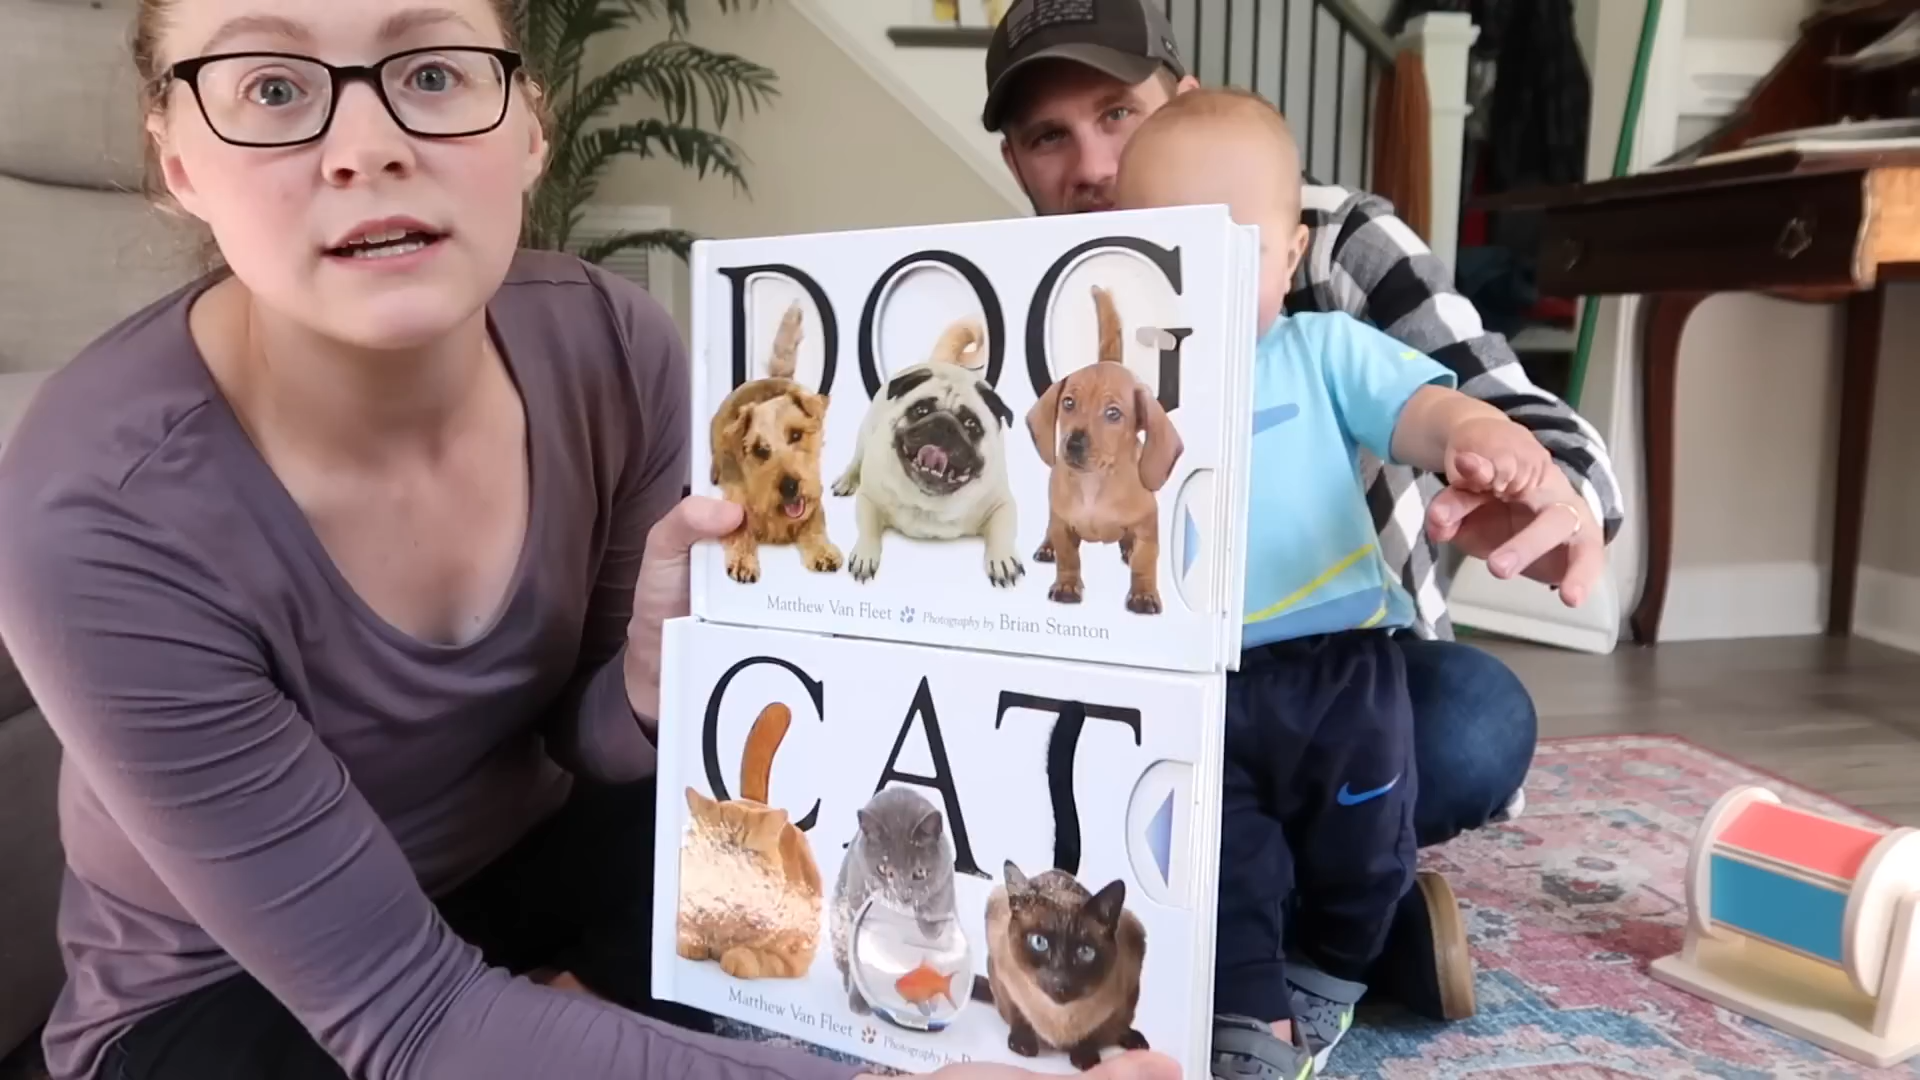 DOG
Matthew Van Fleet Photography by Brian Stanton
CAT
Matthew Van Fleet Photography by